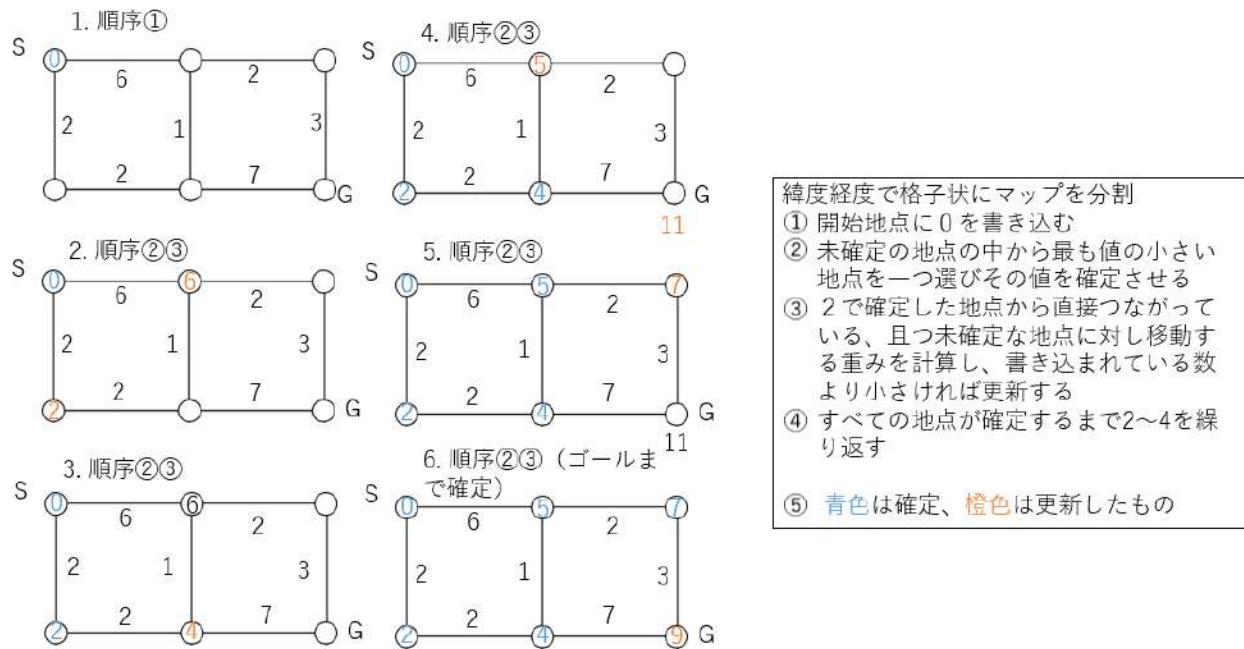 1. 順序①
S
0
6
2
2
1
3
2
7
G
2. 順序②③
S
0
6
6
2
2
1
3
2
2
7
G
3. 順序②③
S
0
6
6
2
2
1
3
2
2
4
7
G
4. 順序②③
S
0
6
5
2
2
1
3
2
2
4
7
G
11
5. 順序②③
S
0
6
5
2
7
2
1
3
2
2
4
7
G
11
6. 順序②③（ゴールま
で確定）
S
0
6
5
2
7
2
1
3
2
2
4
7
9
G
緯度経度で格子状にマップを分割
① 開始地点に０を書き込む
② 未確定の地点の中から最も値の小さい
地点を一つ選びその値を確定させる
③ ２で確定した地点から直接つながって
いる、且つ未確定な地点に対し移動す
る重みを計算し、書き込まれている数
より小さければ更新する
④ すべての地点が確定するまで2～4を繰
り返す
⑤ 青色は確定、橙色は更新したもの